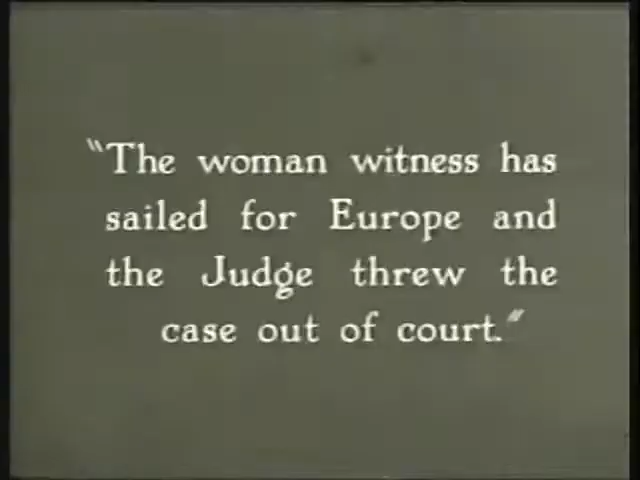 "The woman witness has
sailed for Europe and
the Judge threw the
case out of court."